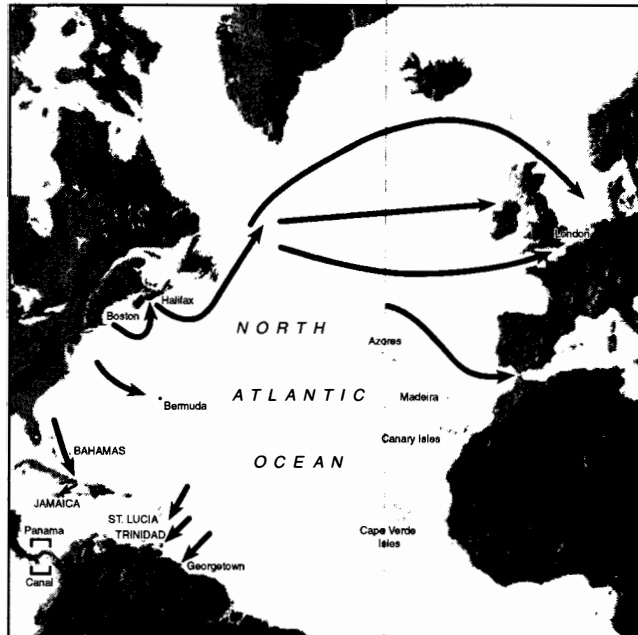 London
Halifax
Boston
NORTH
Azores
ATLANTIC
Madeira
Bermuda
Canary Isles
BAHAMAS
OCEAN
JAMAICA
ST. LUCIA
Panama
TRINIDAD
Cape Verde
Isles
Georgetown
Canal